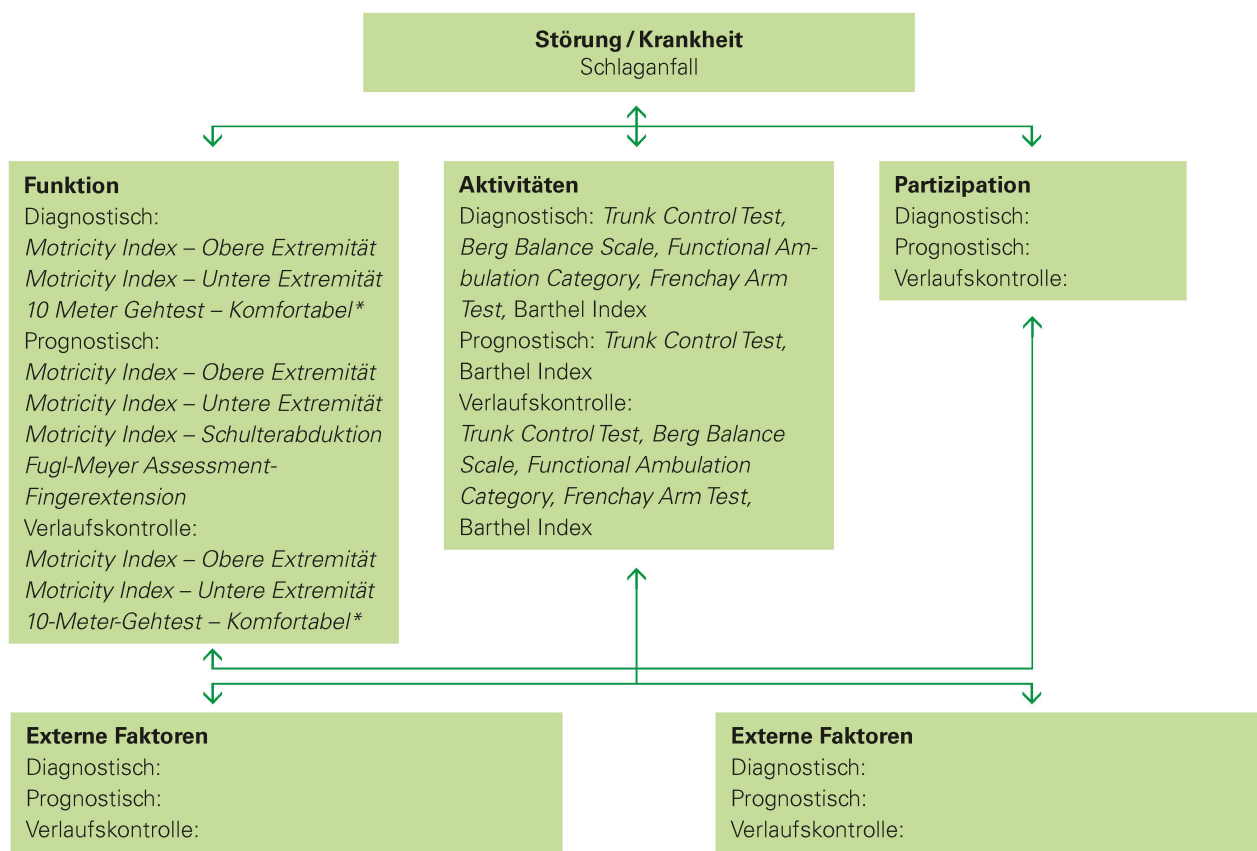 Störung / Krankheit
Schlaganfall
Funktion
Diagnostisch:
Motricity Index – Obere Extremität
Motricity Index – Untere Extremität
10 Meter Gehtest – Komfortabel*
Prognostisch:
Motricity Index – Obere Extremität
Motricity Index – Untere Extremität
Motricity Index – Schulterabduktion
Fugl-Meyer Assessment-
Fingerextension
Verlaufskontrolle:
Motricity Index – Obere Extremität
Motricity Index – Untere Extremität
10-Meter-Gehtest – Komfortabel*
Aktivitäten
Diagnostisch: Trunk Control Test,
Berg Balance Scale, Functional Am-
bulation Category, Frenchay Arm
Test, Barthel Index
Prognostisch: Trunk Control Test,
Barthel Index
Verlaufskontrolle:
Trunk Control Test, Berg Balance
Scale, Functional Ambulation
Category, Frenchay Arm Test,
Barthel Index
Partizipation
Diagnostisch:
Prognostisch:
Verlaufskontrolle:
Externe Faktoren
Diagnostisch:
Prognostisch:
Verlaufskontrolle:
Externe Faktoren
Diagnostisch:
Prognostisch:
Verlaufskontrolle: